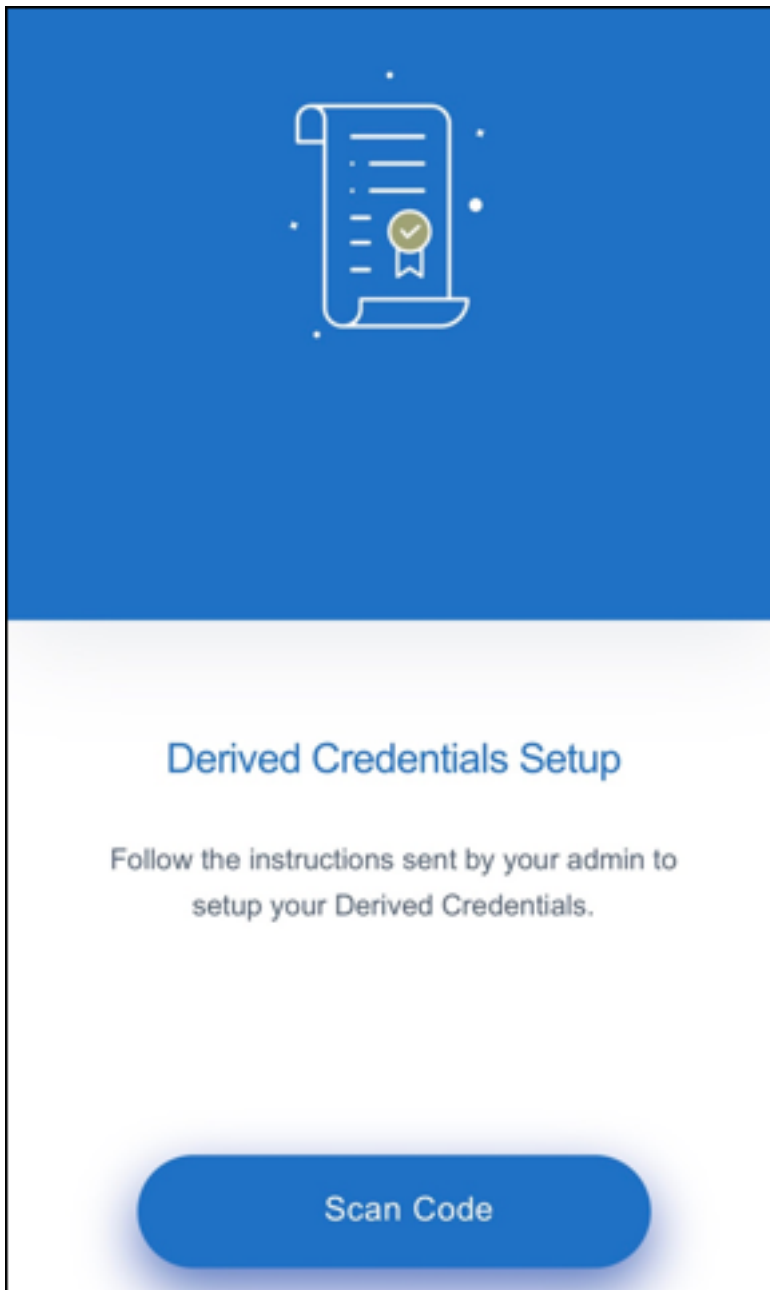 Derived Credentials Setup
Follow the instructions sent by your admin to
setup your Derived Credentials.
Scan Code